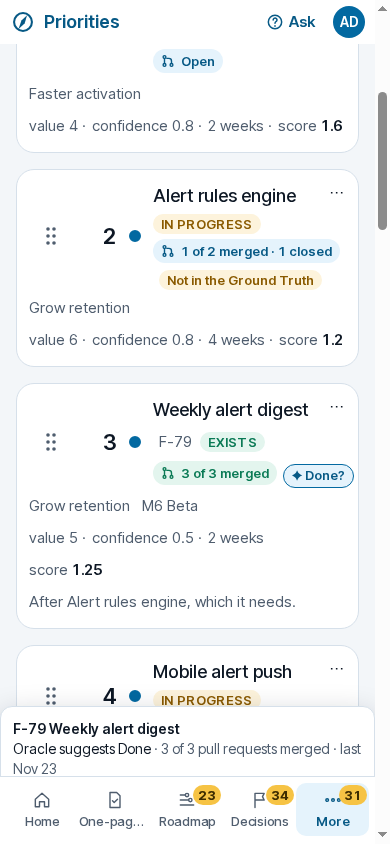 Priorities
Ask
AD
Open
Faster activation
value 4 · confidence 0.8 · 2 weeks · score 1.6
Alert rules engine
...
2
IN PROGRESS
1 of 2 merged · 1 closed
Not in the Ground Truth
Grow retention
value 6 · confidence 0.8 · 4 weeks · score 1.2
Weekly alert digest
...
3
F-79 EXISTS
3 of 3 merged
Done?
Grow retention M6 Beta
value 5 · confidence 0.5 · 2 weeks
score 1.25
After Alert rules engine, which it needs.
Mobile alert push
...
4
IN PROGRESS
F-79 Weekly alert digest
Oracle suggests Done · 3 of 3 pull requests merged · last
Nov 23
23
34
31
Home
One-pag...
Roadmap
Decisions
More